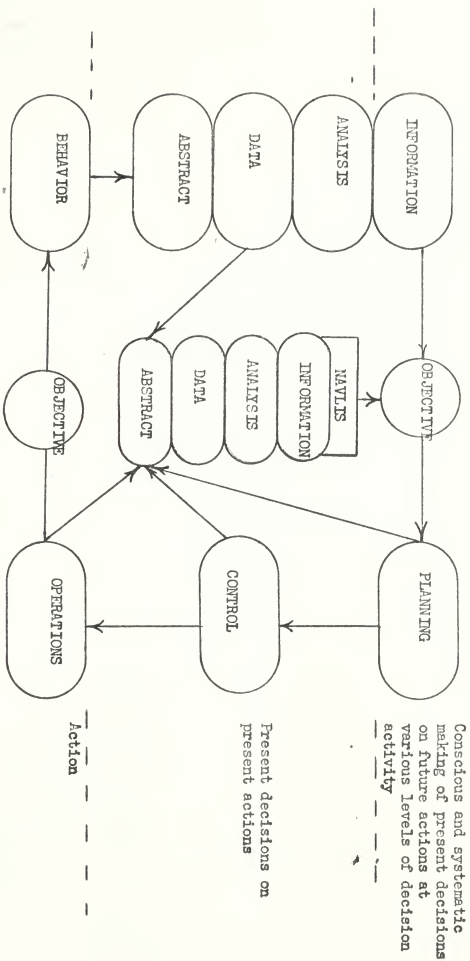 INFORMATION
OBJECTIVE
PLANNING
Conscious and systematic
making of present decisions
on future actions at
various levels of decision
activity
ANALYSIS
DATA
ABSTRACT
NAVLIS
INFORMATION
ANALYSIS
DATA
ABSTRACT
CONTROL
Present decisions on
present actions
BEHAVIOR
OBJECTIVE
OPERATIONS
Action